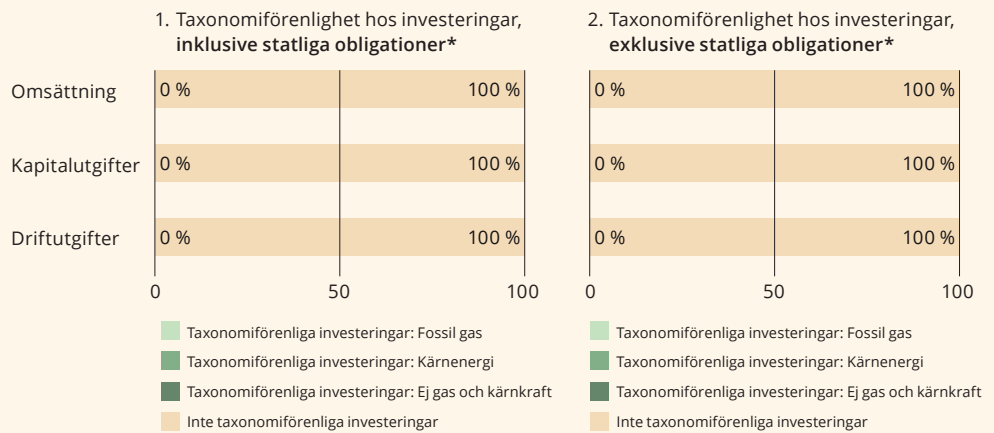 1. Taxonomiförenlighet hos investeringar,
inklusive statliga obligationer*
Omsättning
0 %
100 %
Kapitalutgifter
0 %
100 %
Driftutgifter
0 %
100 %
0
50
100
Taxonomiförenliga investeringar: Fossil gas
Taxonomiförenliga investeringar: Kärnenergi
Taxonomiförenliga investeringar: Ej gas och kärnkraft
Inte taxonomiförenliga investeringar
2. Taxonomiförenlighet hos investeringar,
exklusive statliga obligationer*
0 %
100 %
0 %
100 %
0 %
100 %
0
50
100
Taxonomiförenliga investeringar: Fossil gas
Taxonomiförenliga investeringar: Kärnenergi
Taxonomiförenliga investeringar: Ej gas och kärnkraft
Inte taxonomiförenliga investeringar